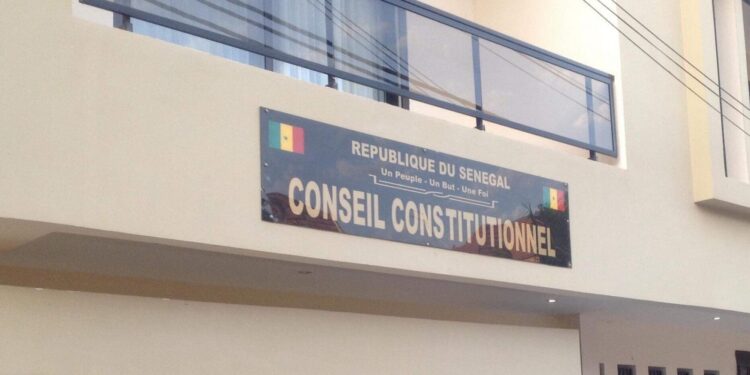 REPUBLIQUE DU SENEGAL
Un Peuple - Un But - Une Foi
CONSEIL CONSTITUTIONNEL